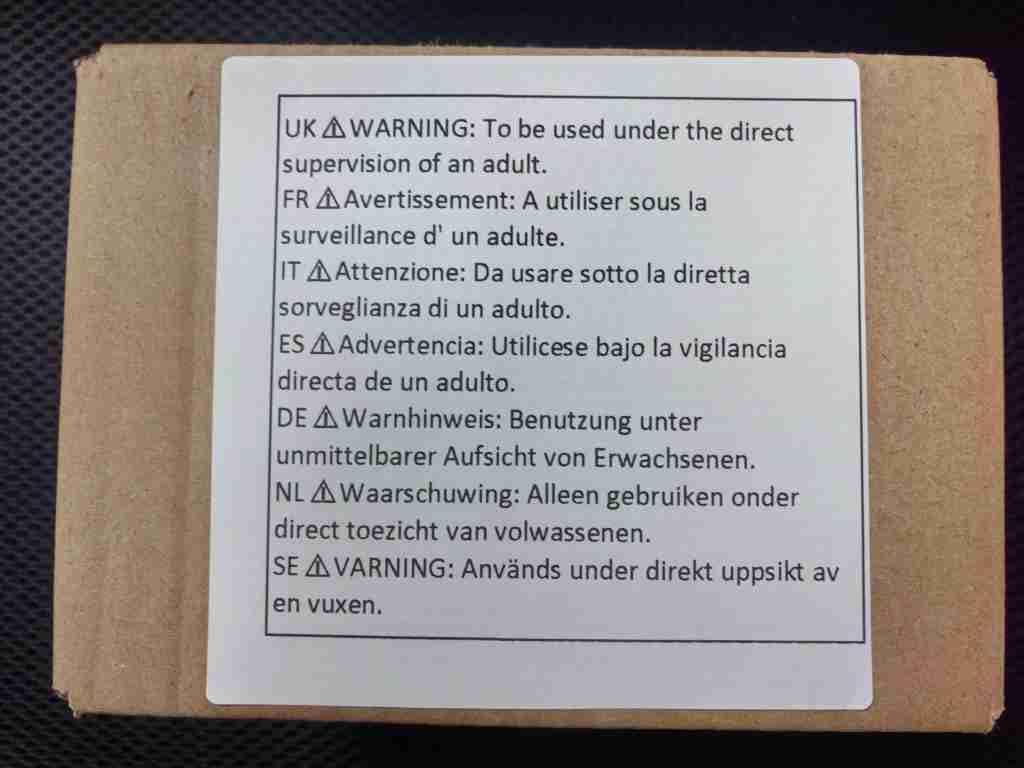 UK ⚠WARNING: To be used under the direct
supervision of an adult.
FR ⚠Avertissement: A utiliser sous la
surveillance d' un adulte.
IT ⚠Attenzione: Da usare sotto la diretta
sorveglianza di un adulto.
ES ⚠Advertencia: Utilicese bajo la vigilancia
directa de un adulto.
DE ⚠Warnhinweis: Benutzung unter
unmittelbarer Aufsicht von Erwachsenen.
NL ⚠Waarschuwing: Alleen gebruiken onder
direct toezicht van volwassenen.
SE ⚠VARNING: Används under direkt uppsikt av
en vuxen.